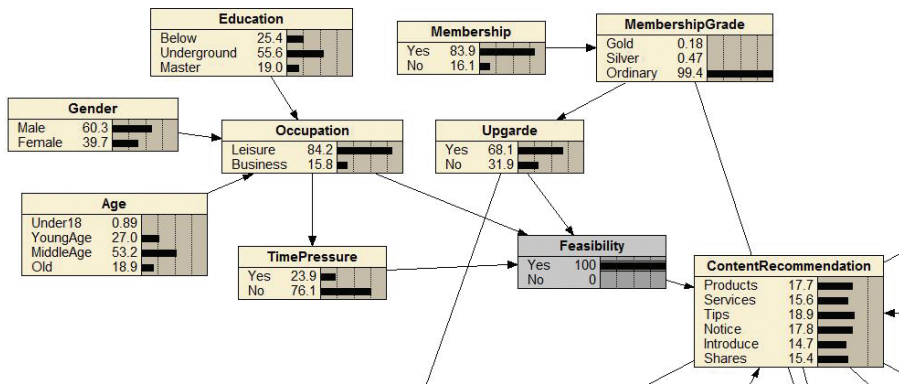 Education
Below 25.4
Underground 55.6
Master 19.0
Membership
Yes 83.9
No 16.1
MembershipGrade
Gold 0.18
Silver 0.47
Ordinary 99.4
Gender
Male 60.3
Female 39.7
Occupation
Leisure 84.2
Business 15.8
Upgarde
Yes 68.1
No 31.9
Age
Under18 0.89
YoungAge 27.0
MiddleAge 53.2
Old 18.9
TimePressure
Yes 23.9
No 76.1
Feasibility
Yes 100
No 0
ContentRecommendation
Products 17.7
Services 15.6
Tips 18.9
Notice 17.8
Introduce 14.7
Shares 15.4